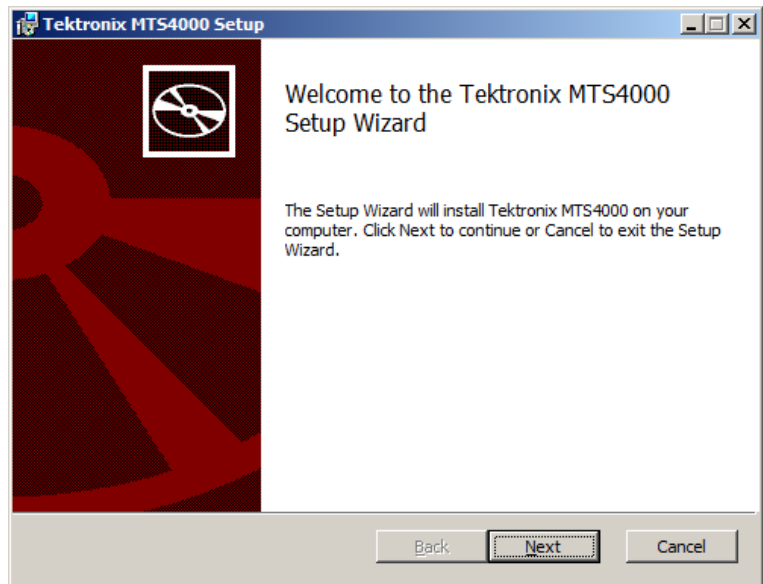 Tektronix MTS4000 Setup
Welcome to the Tektronix MTS4000
Setup Wizard
The Setup Wizard will install Tektronix MTS4000 on your
computer. Click Next to continue or Cancel to exit the Setup
Wizard.
Back Next Cancel